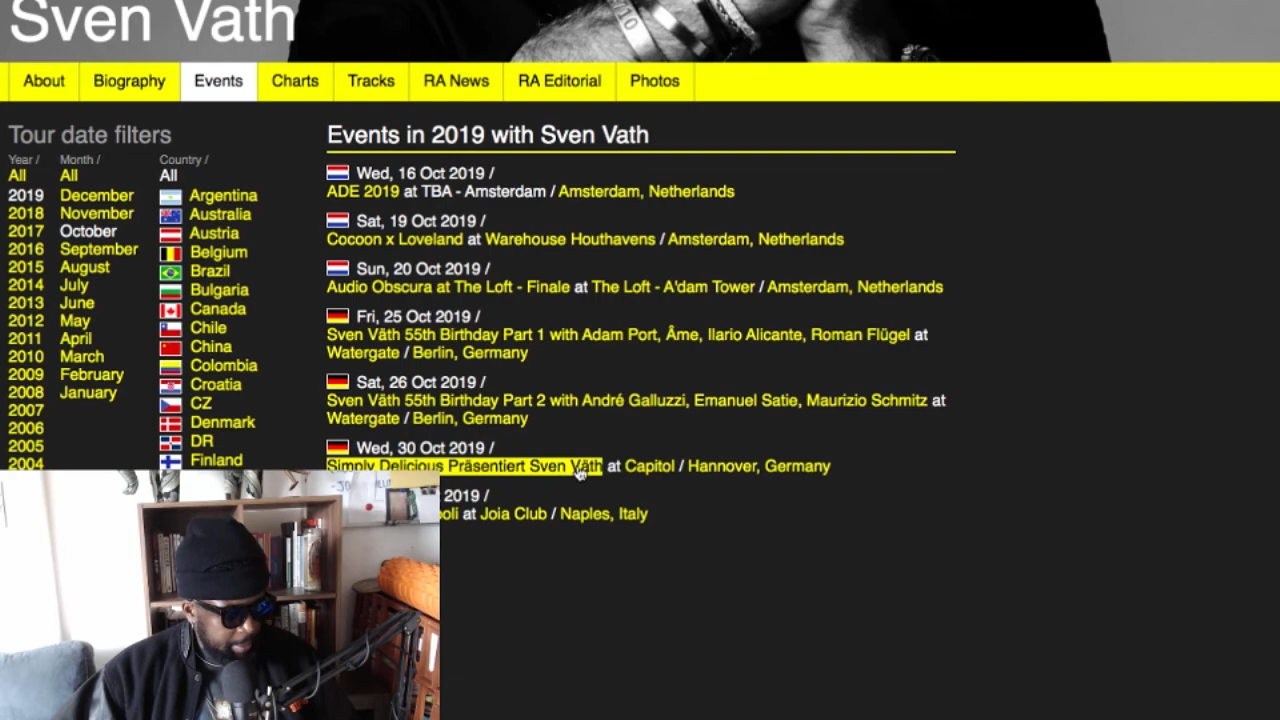 Sven Vath
About Biography Events Charts Tracks RA News RA Editorial Photos
Tour date filters
Year / Month / Country /
All All All
2019 December Argentina
2018 November Australia
2017 October Austria
2016 September Belgium
2015 August Brazil
2014 July Bulgaria
2013 June Canada
2012 May Chile
2011 April China
2010 March Colombia
2009 February Croatia
2008 January CZ
2007 Denmark
2006 DR
2005 Finland
2004
Events in 2019 with Sven Vath
Wed, 16 Oct 2019 /
ADE 2019 at TBA - Amsterdam / Amsterdam, Netherlands
Sat, 19 Oct 2019 /
Cocoon x Loveland at Warehouse Houthavens / Amsterdam, Netherlands
Sun, 20 Oct 2019 /
Audio Obscura at The Loft - Finale at The Loft - A'dam Tower / Amsterdam, Netherlands
Fri, 25 Oct 2019 /
Sven Väth 55th Birthday Part 1 with Adam Port, Âme, Ilario Alicante, Roman Flügel at
Watergate / Berlin, Germany
Sat, 26 Oct 2019 /
Sven Väth 55th Birthday Part 2 with André Galluzzi, Emanuel Satie, Maurizio Schmitz at
Watergate / Berlin, Germany
Wed, 30 Oct 2019 /
Simply Delicious Präsentiert Sven Väth at Capitol / Hannover, Germany
2019 /
oli at Joia Club / Naples, Italy